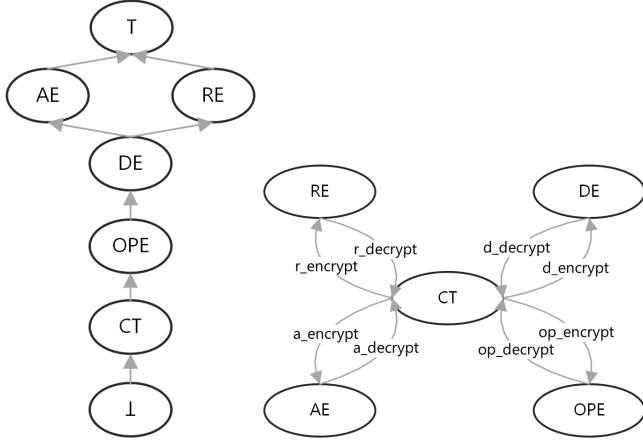 T
AE
RE
DE
OPE
CT
⊥
RE
DE
r_decrypt
r_encrypt
d_decrypt
d_encrypt
CT
a_encrypt
a_decrypt
op_encrypt
op_decrypt
AE
OPE